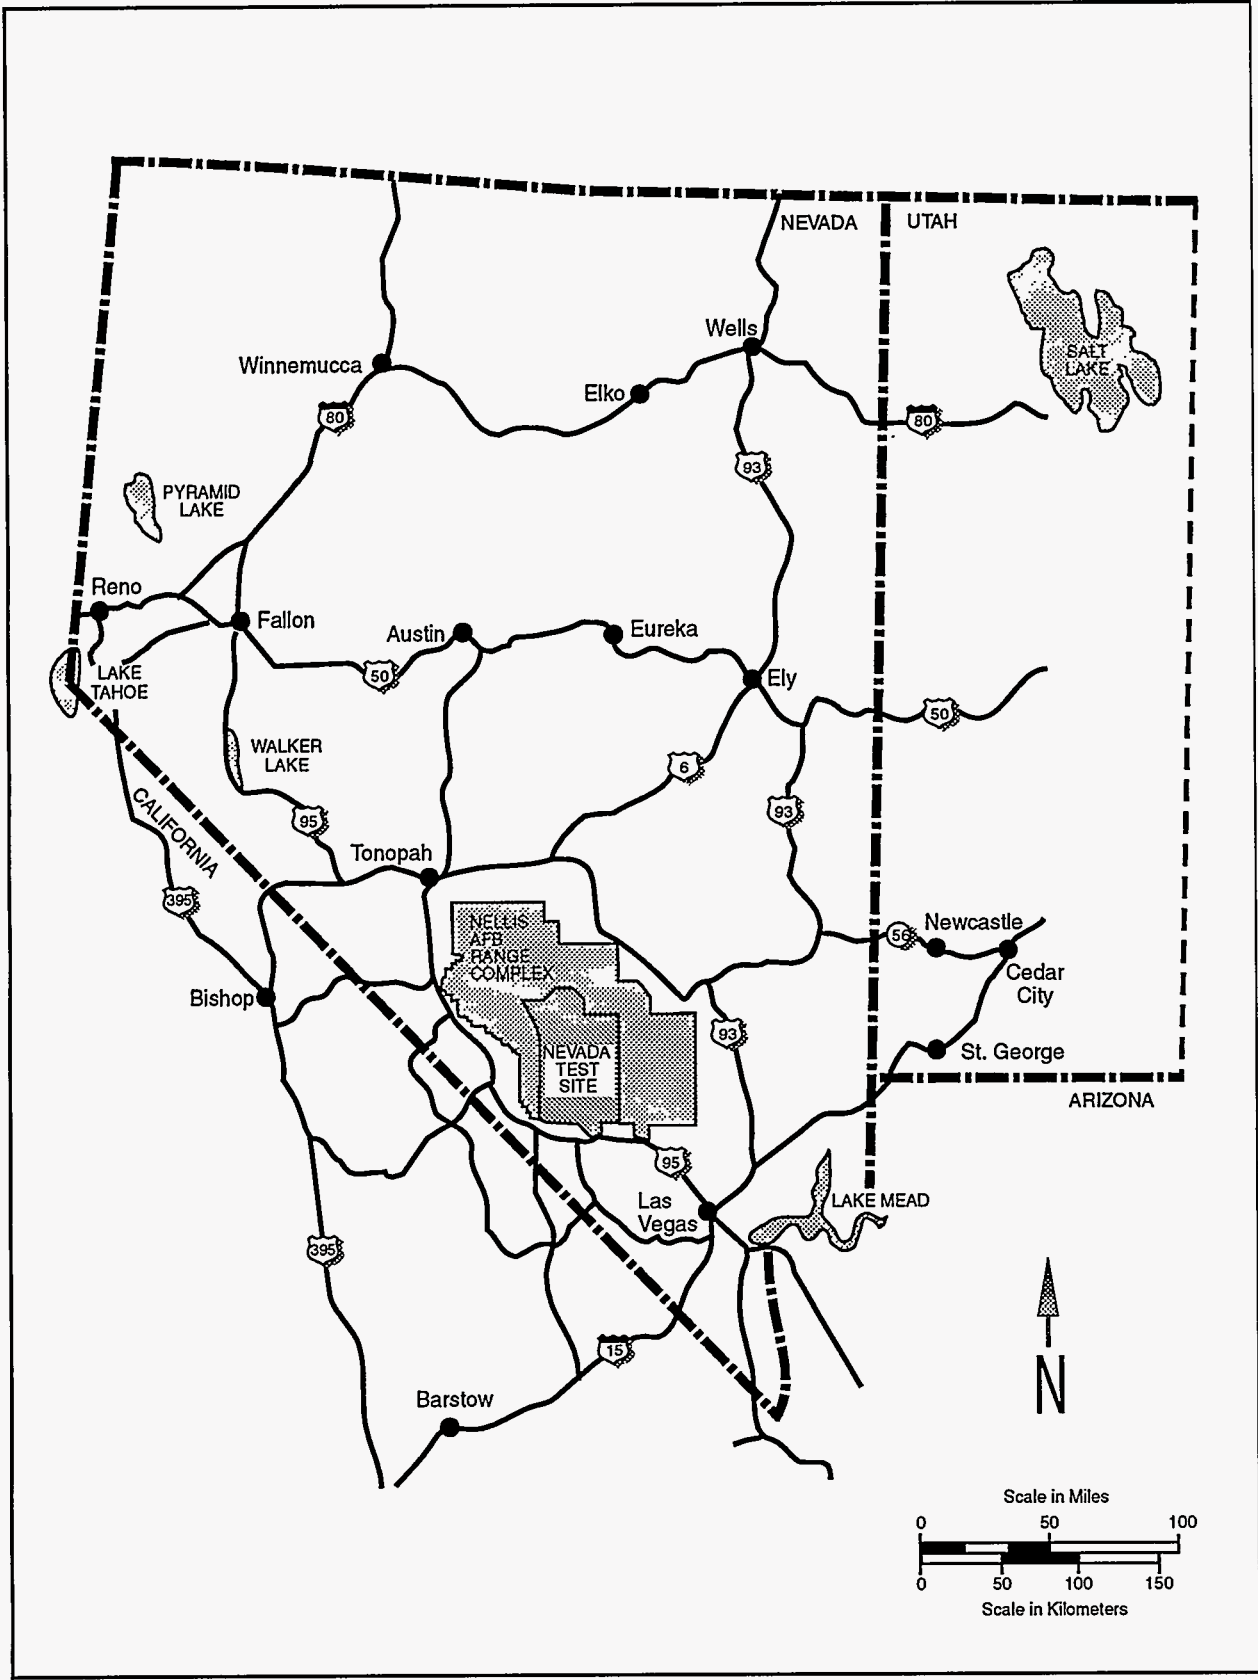 NEVADA
UTAH
SALT
LAKE
Wells
Winnemucca
Elko
80
80
93
PYRAMID
LAKE
Reno
Fallon
Austin
Eureka
LAKE
TAHOE
50
Ely
50
WALKER
LAKE
6
93
95
CALIFORNIA
Tonopah
395
NELLIS
AFB
RANGE
COMPLEX
56
Newcastle
Cedar
City
Bishop
93
NEVADA
TEST
SITE
St. George
ARIZONA
95
Las
Vegas
LAKE MEAD
395
15
Barstow
N
Scale in Miles
0 50 100
0 50 100 150
Scale in Kilometers